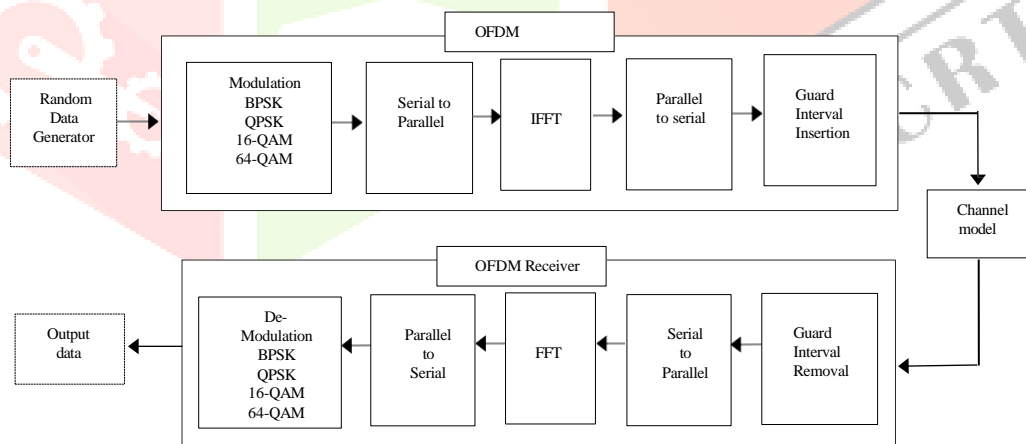 OFDM
Random
Data
Generator
Modulation
BPSK
QPSK
16-QAM
64-QAM
Serial to
Parallel
IFFT
Parallel
to serial
Guard
Interval
Insertion
Channel
model
OFDM Receiver
Output
data
De-
Modulation
BPSK
QPSK
16-QAM
64-QAM
Parallel
to
Serial
FFT
Serial
to
Parallel
Guard
Interval
Removal